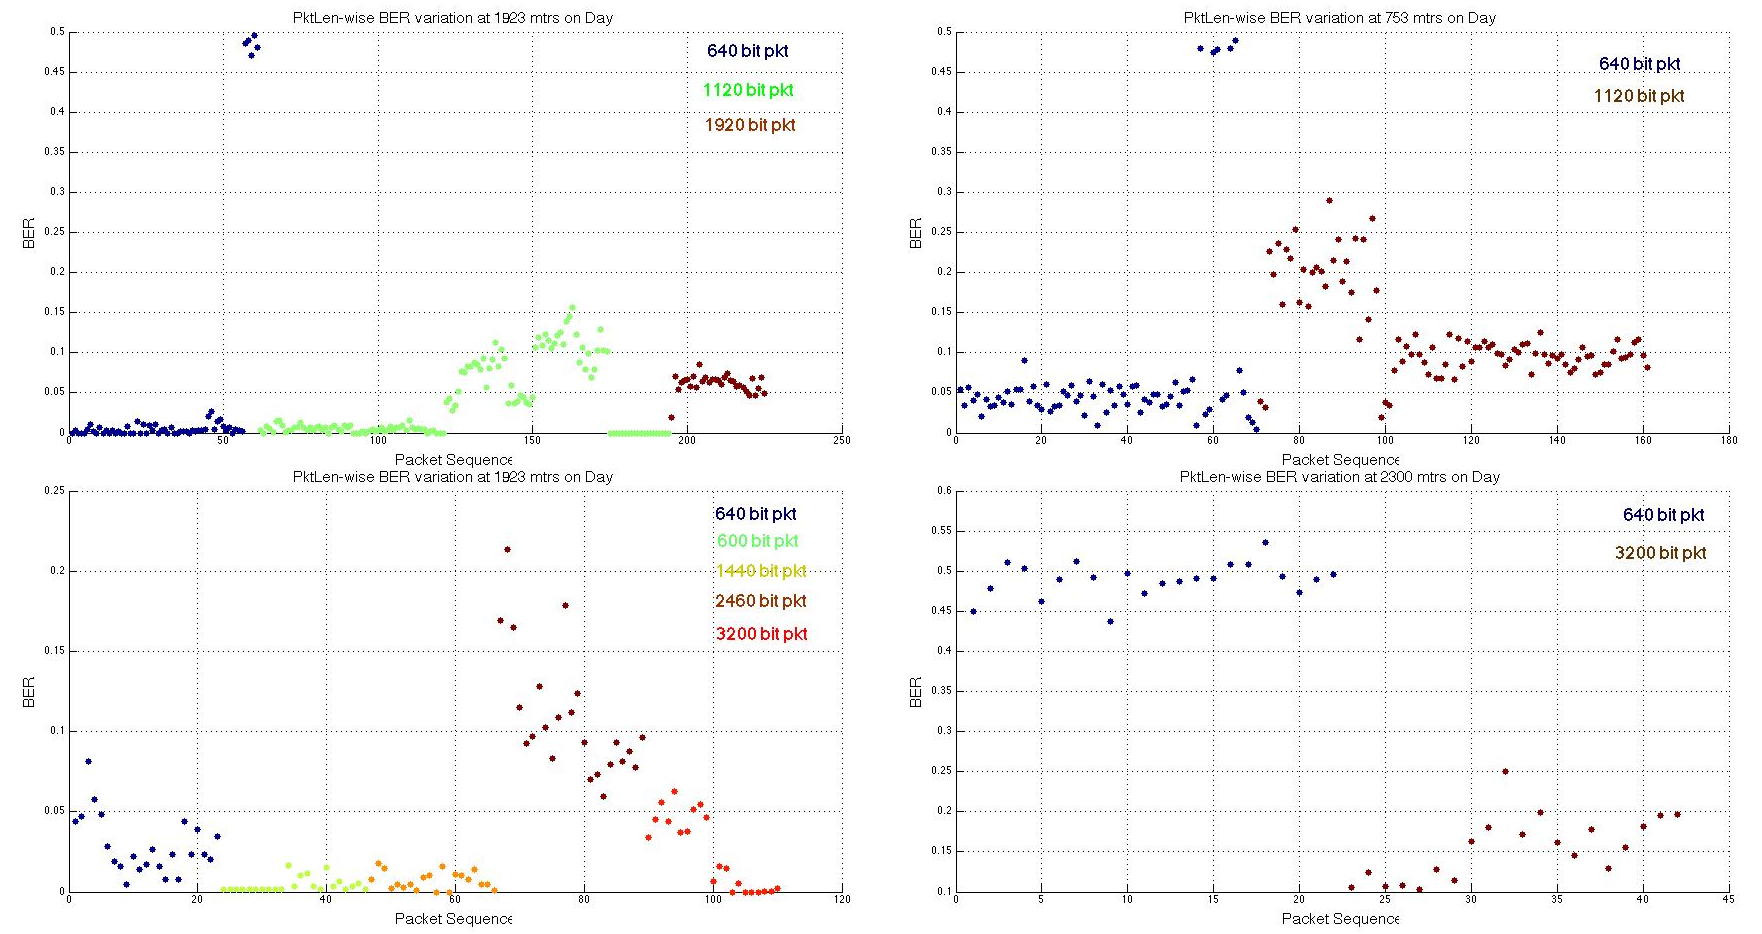 PktLen-wise BER variation at 1923 mtrs on Day
0.5
0.45
0.4
0.35
0.3
0.25
0.2
0.15
0.1
0.05
0
BER
640 bit pkt
1120 bit pkt
1920 bit pkt
0 50 100 150 200 250
Packet Sequence
PktLen-wise BER variation at 753 mtrs on Day
0.5
0.45
0.4
0.35
0.3
0.25
0.2
0.15
0.1
0.05
0
BER
640 bit pkt
1120 bit pkt
0 20 40 60 80 100 120 140 160 180
Packet Sequence
PktLen-wise BER variation at 1923 mtrs on Day
0.25
0.2
0.15
0.1
0.05
0
BER
640 bit pkt
600 bit pkt
1440 bit pkt
2460 bit pkt
3200 bit pkt
0 20 40 60 80 100 120
Packet Sequence
PktLen-wise BER variation at 2300 mtrs on Day
0.6
0.55
0.5
0.45
0.4
0.35
0.3
0.25
0.2
0.15
0.1
BER
640 bit pkt
3200 bit pkt
0 5 10 15 20 25 30 35 40 45
Packet Sequence